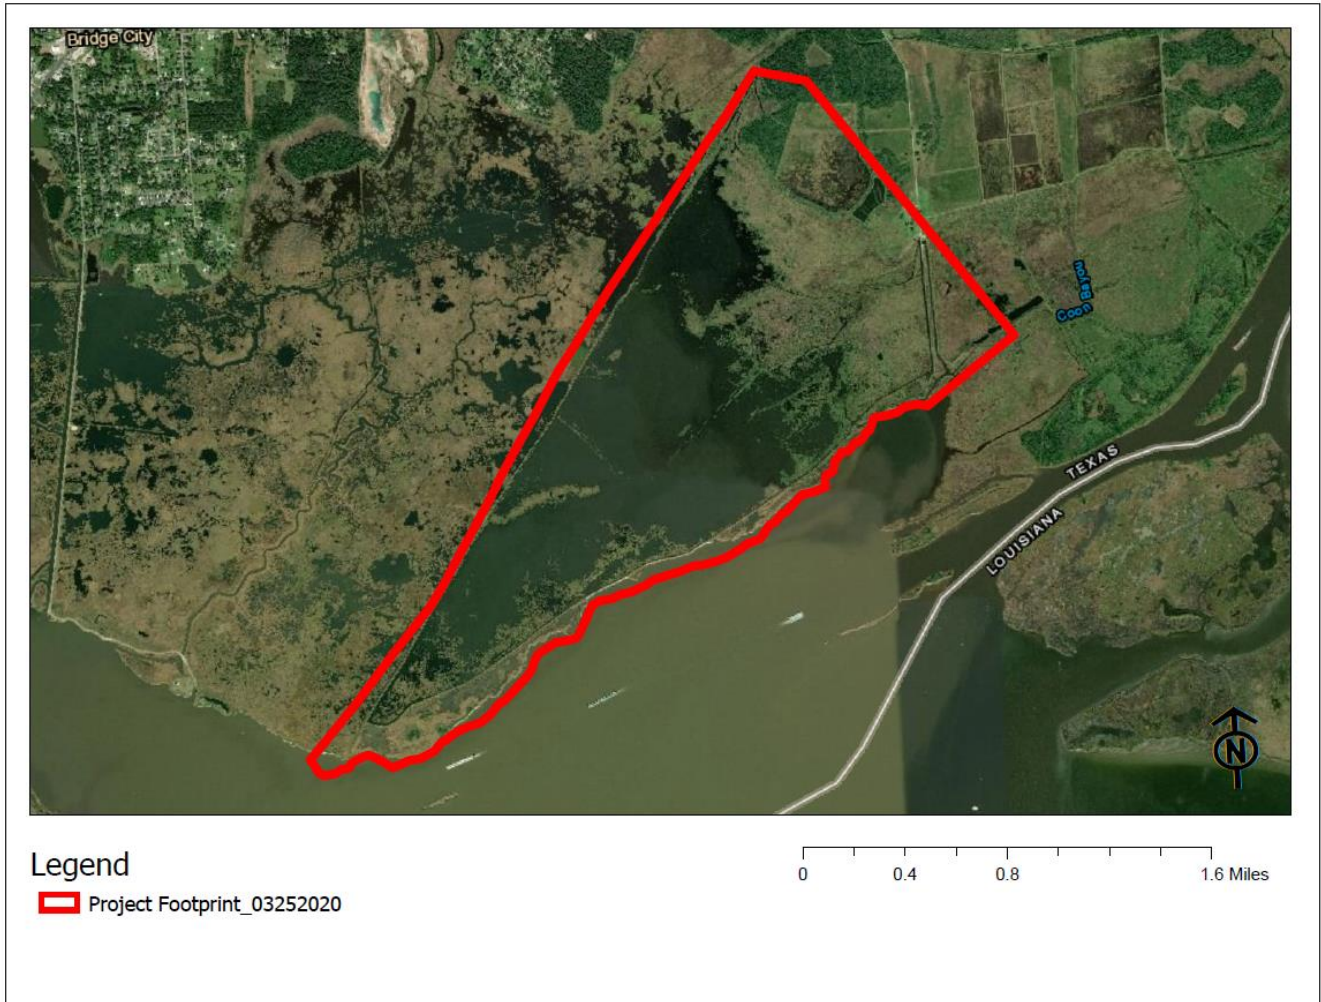 Bridge City
Coon Bayou
TEXAS
LOUISIANA
N
Legend
Project Footprint_03252020
0 0.4 0.8 1.6 Miles